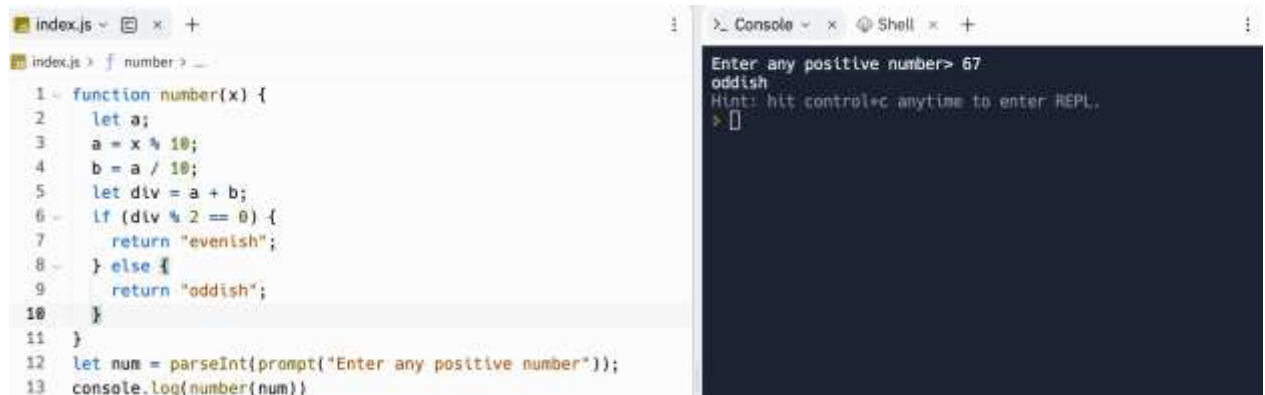 index.js
index.js > f number > ...
1 function number(x) {
2 let a;
3 a = x % 10;
4 b = a / 10;
5 let div = a + b;
6 if (div % 2 == 0) {
7 return "evenish";
8 } else {
9 return "oddish";
10 }
11 }
12 let num = parseInt(prompt("Enter any positive number"));
13 console.log(number(num))
>_ Console
Shell
Enter any positive number> 67
oddish
Hint: hit control+c anytime to enter REPL.
>